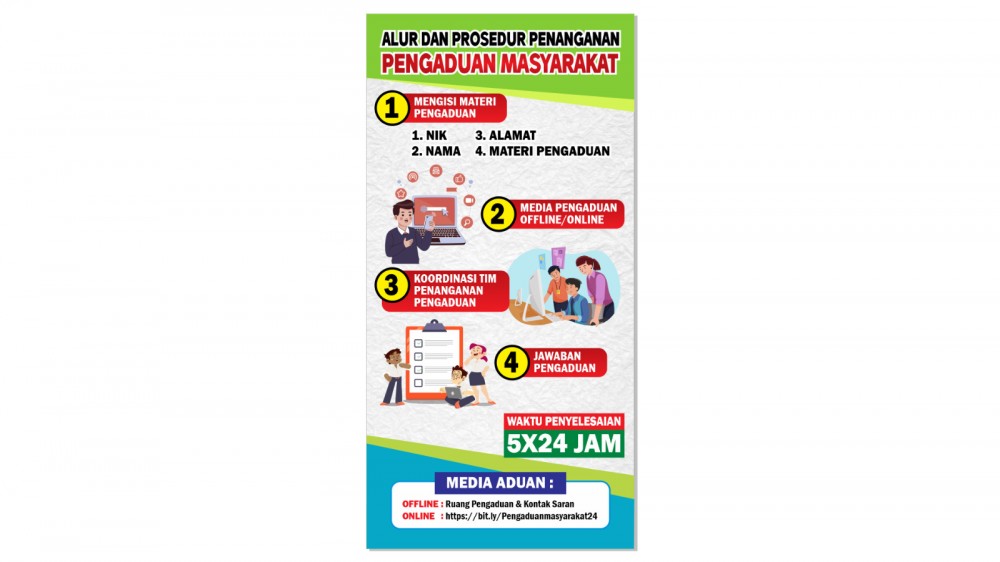 ALUR DAN PROSEDUR PENANGANAN
PENGADUAN MASYARAKAT
1 MENGISI MATERI
PENGADUAN
1. NIK 3. ALAMAT
2. NAMA 4. MATERI PENGADUAN
2 MEDIA PENGADUAN
OFFLINE/ONLINE
3 KOORDINASI TIM
PENANGANAN
PENGADUAN
4 JAWABAN
PENGADUAN
WAKTU PENYELESAIAN
5X24 JAM
MEDIA ADUAN :
OFFLINE : Ruang Pengaduan & Kontak Saran
ONLINE : https://bit.ly/Pengaduanmasyarakat24